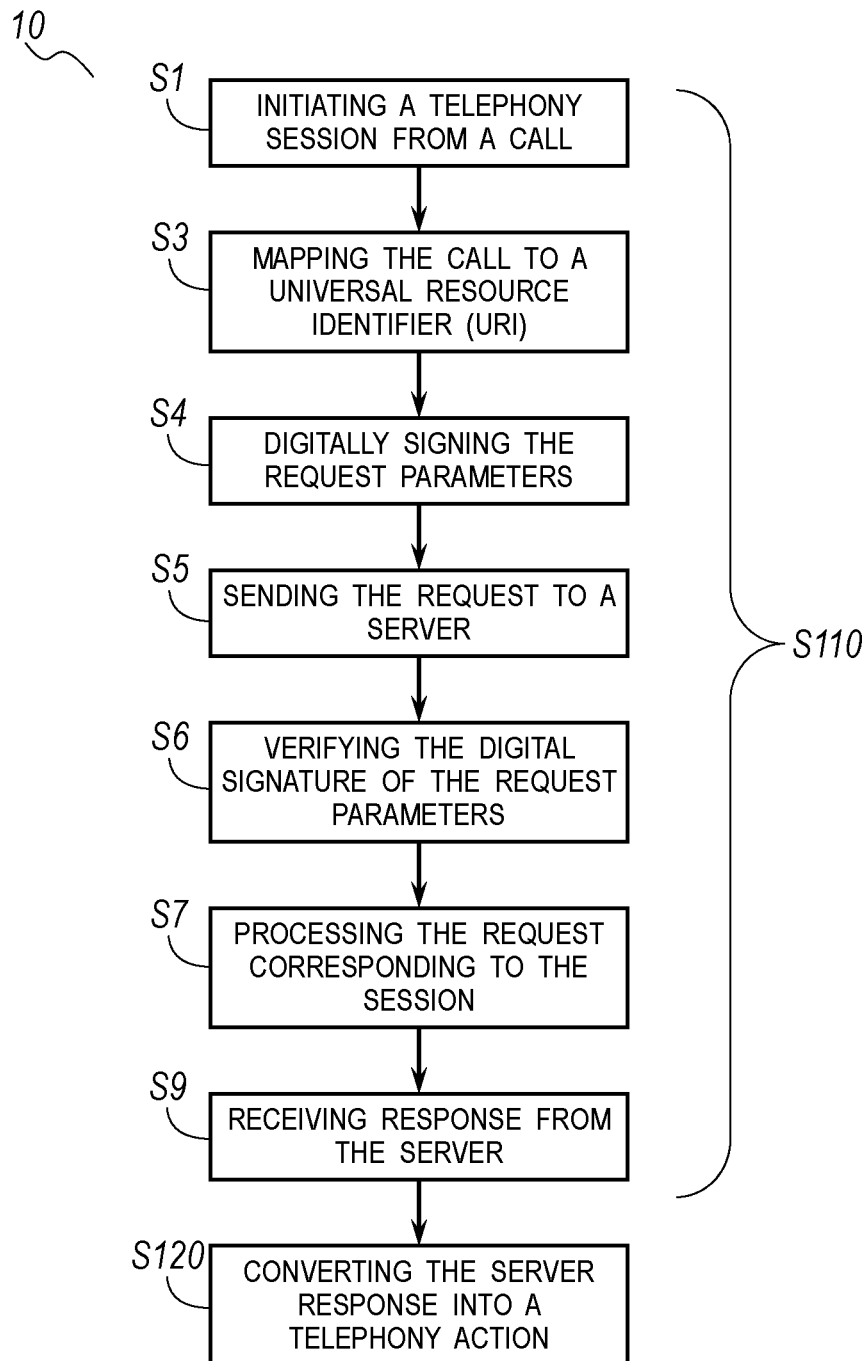 10
S1
INITIATING A TELEPHONY
SESSION FROM A CALL
S3
MAPPING THE CALL TO A
UNIVERSAL RESOURCE
IDENTIFIER (URI)
S4
DIGITALLY SIGNING THE
REQUEST PARAMETERS
S5
SENDING THE REQUEST TO A
SERVER
S110
S6
VERIFYING THE DIGITAL
SIGNATURE OF THE REQUEST
PARAMETERS
S7
PROCESSING THE REQUEST
CORRESPONDING TO THE
SESSION
S9
RECEIVING RESPONSE FROM
THE SERVER
S120
CONVERTING THE SERVER
RESPONSE INTO A
TELEPHONY ACTION